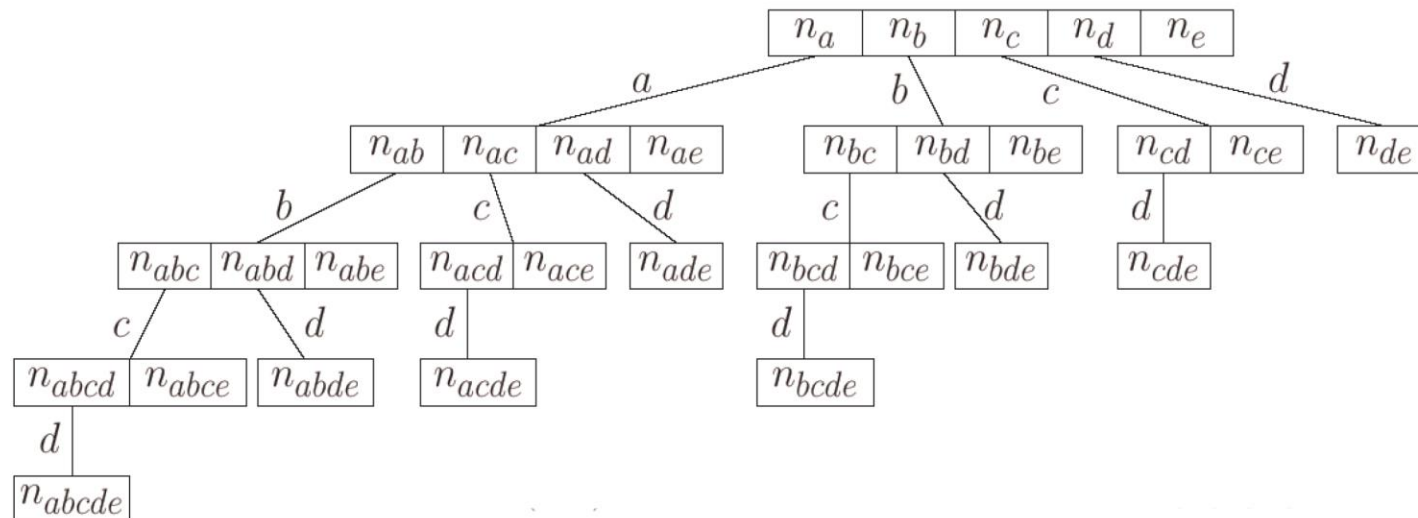 n_a n_b n_c n_d n_e
a b c d
n_ab n_ac n_ad n_ae n_bc n_bd n_be n_cd n_ce n_de
b c d c d d
n_abc n_abd n_abe n_acd n_ace n_ade n_bcd n_bce n_bde n_cde
c d d d
n_abcd n_abce n_abde n_acde n_bcde
d
n_abcde